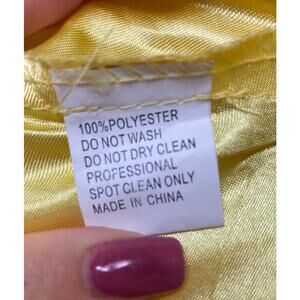 100%POLYESTER
DO NOT WASH
DO NOT DRY CLEAN
PROFESSIONAL
SPOT CLEAN ONLY
MADE IN CHINA